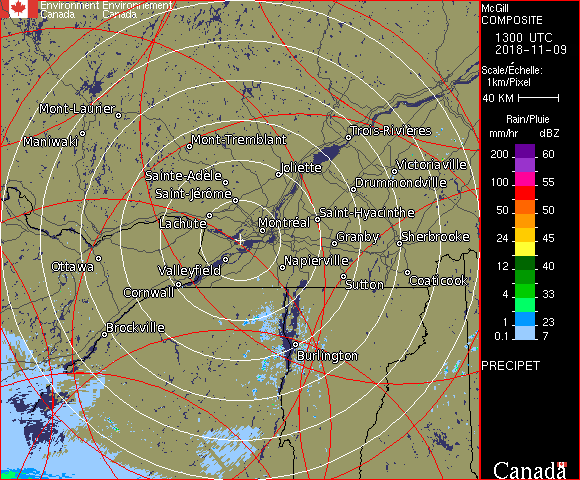 Environment Environnement
Canada Canada
McGill
COMPOSITE
1300 UTC
2018-11-09
Scale/Échelle:
1km/Pixel
40 KM
Rain/Pluie
mm/hr dBZ
200 60
100 55
50 50
24 45
12 40
4 33
1 23
0.1 7
PRECIPET
Canada
Mont-Laurier
Maniwaki
Mont-Tremblant
Trois-Rivières
Joliette
Victoriaville
Sainte-Adèle
Drummondville
Saint-Jérôme
Lachute
Montréal
Saint-Hyacinthe
Granby
Sherbrooke
Ottawa
Valleyfield
Napierville
Cornwall
Sutton
Coaticook
Brockville
Burlington